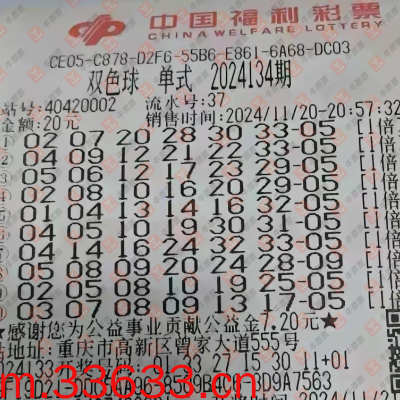 中国福利彩票
CHINA WELFARE LOTTERY
CE05-C878-D2F6-55B6-E861-6A68-DC03
双色球 单式 2024134期
站号:40420002 流水号:37
金额:20元 销售时间:2024/11/20-20:57:32
① 02 07 20 28 30 33-05 [1倍
② 04 09 12 21 22 33-05 [1倍
③ 05 06 12 17 23 29-05 [1倍
02 08 10 16 20 29-05 [1倍
01 04 13 14 16 32-05 [1倍
04 05 10 19 30 31-05 [1倍
04 14 16 24 32 33-05 [1倍
05 08 09 20 24 28-09 [1倍
02 05 08 10 19 25-05 [1倍
03 07 08 09 13 17-05 [1倍
★感谢您为公益事业贡献公益金7.20元★
站地址:重庆市高新区曾家大道555号
01 33 27 15 30 11+01
m.33633.cn
3D9A7563